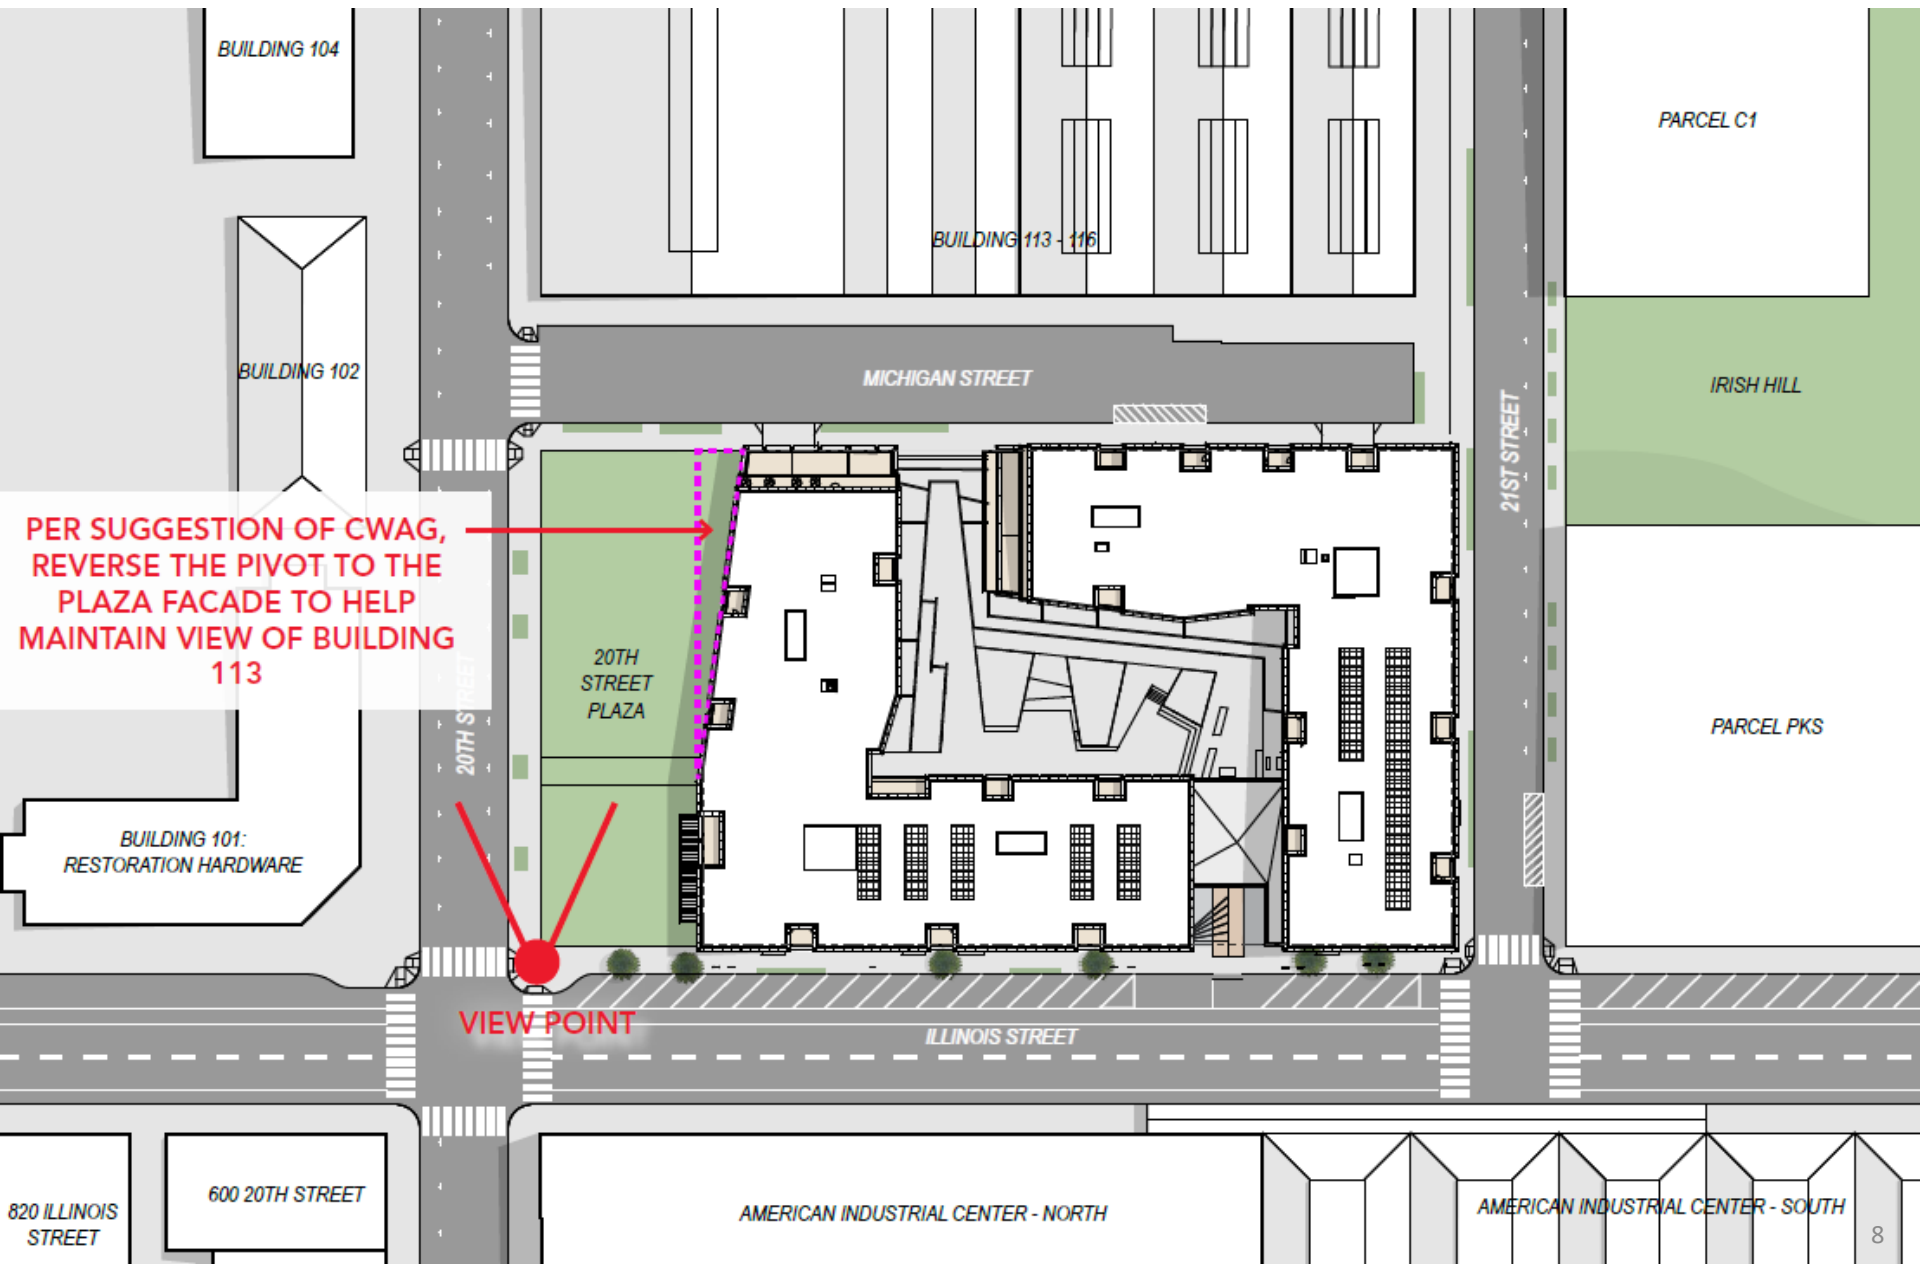 BUILDING 104
PARCEL C1
BUILDING 113 - 116
BUILDING 102
MICHIGAN STREET
IRISH HILL
21ST STREET
PER SUGGESTION OF CWAG,
REVERSE THE PIVOT TO THE
PLAZA FACADE TO HELP
MAINTAIN VIEW OF BUILDING
113
20TH
STREET
PLAZA
20TH STREET
PARCEL PKS
BUILDING 101:
RESTORATION HARDWARE
VIEW POINT
ILLINOIS STREET
820 ILLINOIS
STREET
600 20TH STREET
AMERICAN INDUSTRIAL CENTER - NORTH
AMERICAN INDUSTRIAL CENTER - SOUTH
8